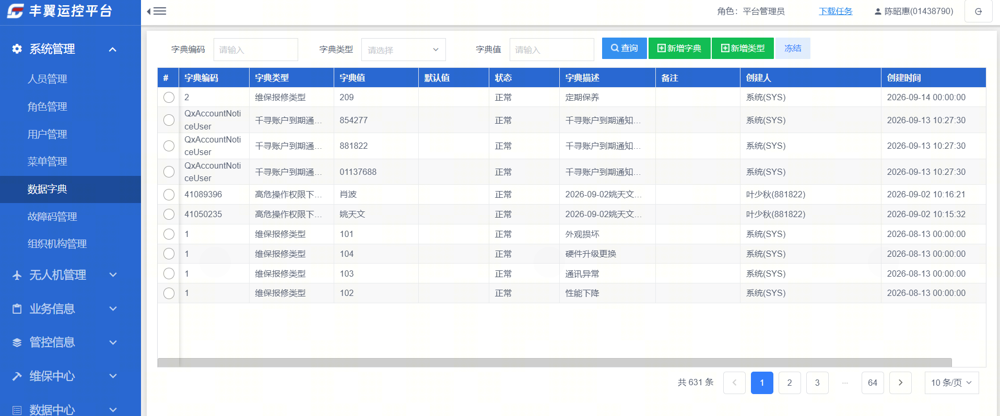 丰翼运控平台
角色：平台管理员 下载任务 陈昭惠(01438790)
系统管理
人员管理
角色管理
用户管理
菜单管理
数据字典
故障码管理
组织机构管理
无人机管理
业务信息
管控信息
维保中心
数据中心
字典编码 请输入 字典类型 请选择 字典值 请输入 查询 新增字典 新增类型 冻结
# 字典编码 字典类型 字典值 默认值 状态 字典描述 备注 创建人 创建时间
2 维保报修类型 209 正常 定期保养 系统(SYS) 2026-09-14 00:00:00
QxAccountNoti
ceUser 千寻账户到期通... 854277 正常 千寻账户到期通知... 系统(SYS) 2026-09-13 10:27:30
QxAccountNoti
ceUser 千寻账户到期通... 881822 正常 千寻账户到期通知... 系统(SYS) 2026-09-13 10:27:30
QxAccountNoti
ceUser 千寻账户到期通... 01137688 正常 千寻账户到期通知... 系统(SYS) 2026-09-13 10:27:30
41089396 高危操作权限下... 肖波 正常 2026-09-02姚天文... 叶少秋(881822) 2026-09-02 10:16:21
41050235 高危操作权限下... 姚天文 正常 2026-09-02姚天文... 叶少秋(881822) 2026-09-02 10:15:32
1 维保报修类型 101 正常 外观损坏 系统(SYS) 2026-08-13 00:00:00
1 维保报修类型 104 正常 硬件升级更换 系统(SYS) 2026-08-13 00:00:00
1 维保报修类型 103 正常 通讯异常 系统(SYS) 2026-08-13 00:00:00
1 维保报修类型 102 正常 性能下降 系统(SYS) 2026-08-13 00:00:00
共 631 条 1 2 3 ... 64 10 条/页